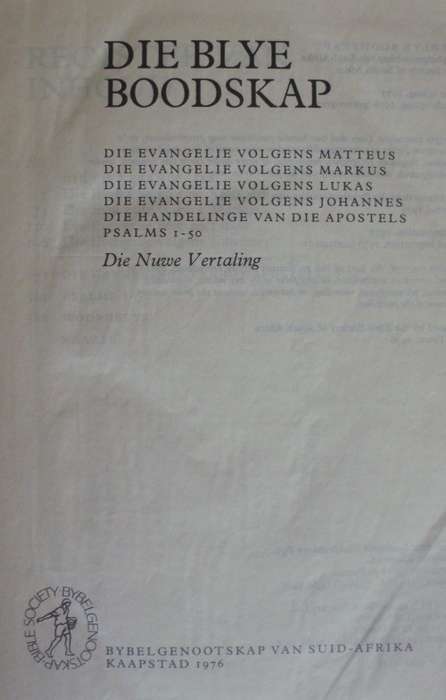 DIE BLYE
BOODSKAP
DIE EVANGELIE VOLGENS MATTEUS
DIE EVANGELIE VOLGENS MARKUS
DIE EVANGELIE VOLGENS LUKAS
DIE EVANGELIE VOLGENS JOHANNES
DIE HANDELINGE VAN DIE APOSTELS
PSALMS 1-50
Die Nuwe Vertaling
BIBLE SOCIETY BYBELGENOOTSKAP
BYBELGENOOTSKAP VAN SUID-AFRIKA
KAAPSTAD 1976